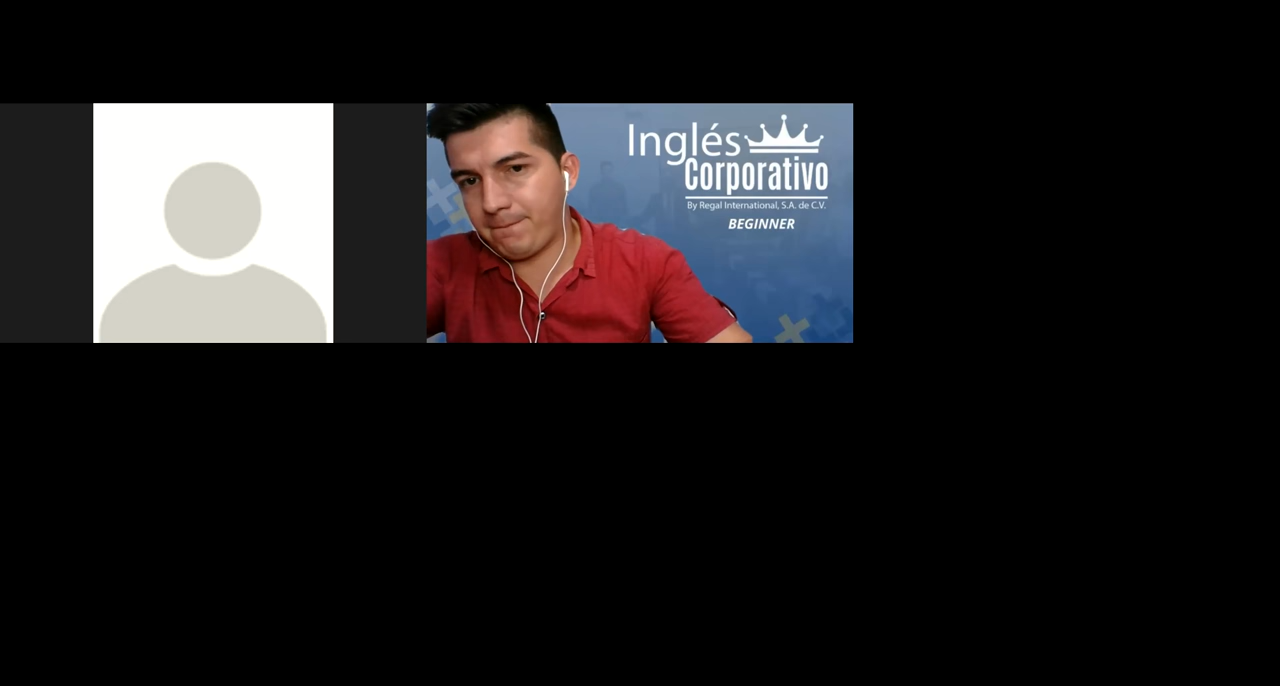 Inglés
Corporativo
By Regal International, S.A. de C.V.
BEGINNER